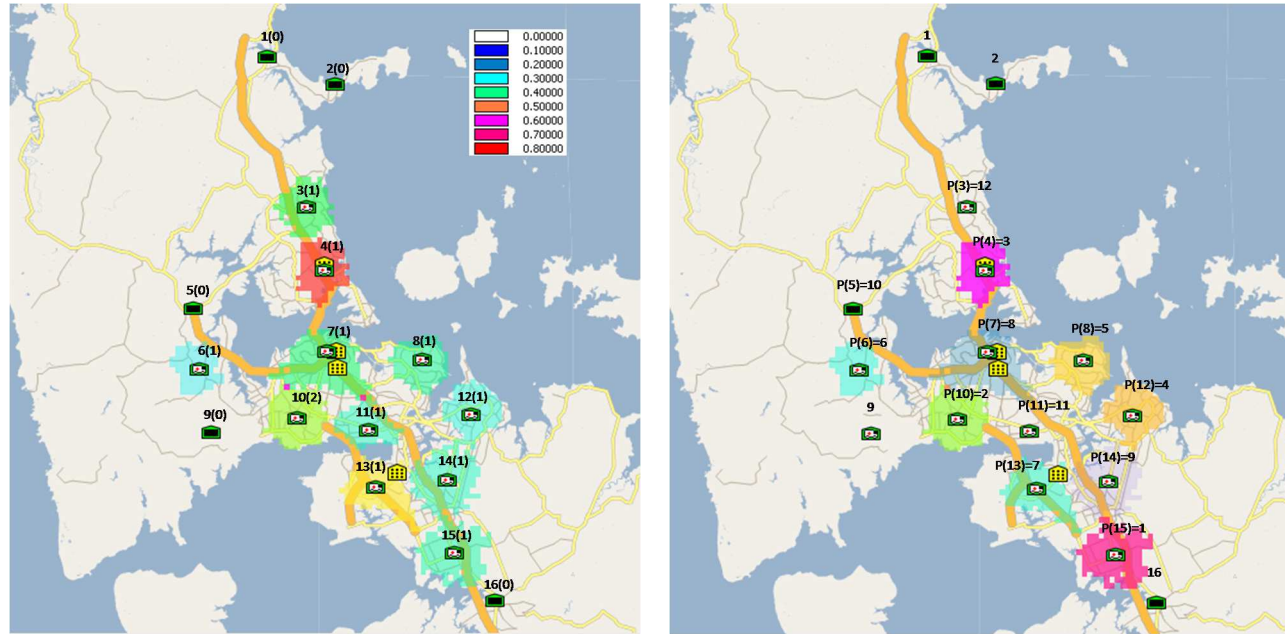 1(0)
2(0)
0.00000
0.10000
0.20000
0.30000
0.40000
0.50000
0.60000
0.70000
0.80000
3(1)
4(1)
5(0)
7(1)
8(1)
6(1)
10(2)
12(1)
9(0)
11(1)
14(1)
13(1)
15(1)
16(0)
1
2
P(3)=12
P(4)=3
P(5)=10
P(7)=8
P(8)=5
P(6)=6
P(12)=4
P(10)=2
9
P(11)=11
P(14)=9
P(13)=7
P(15)=1
16